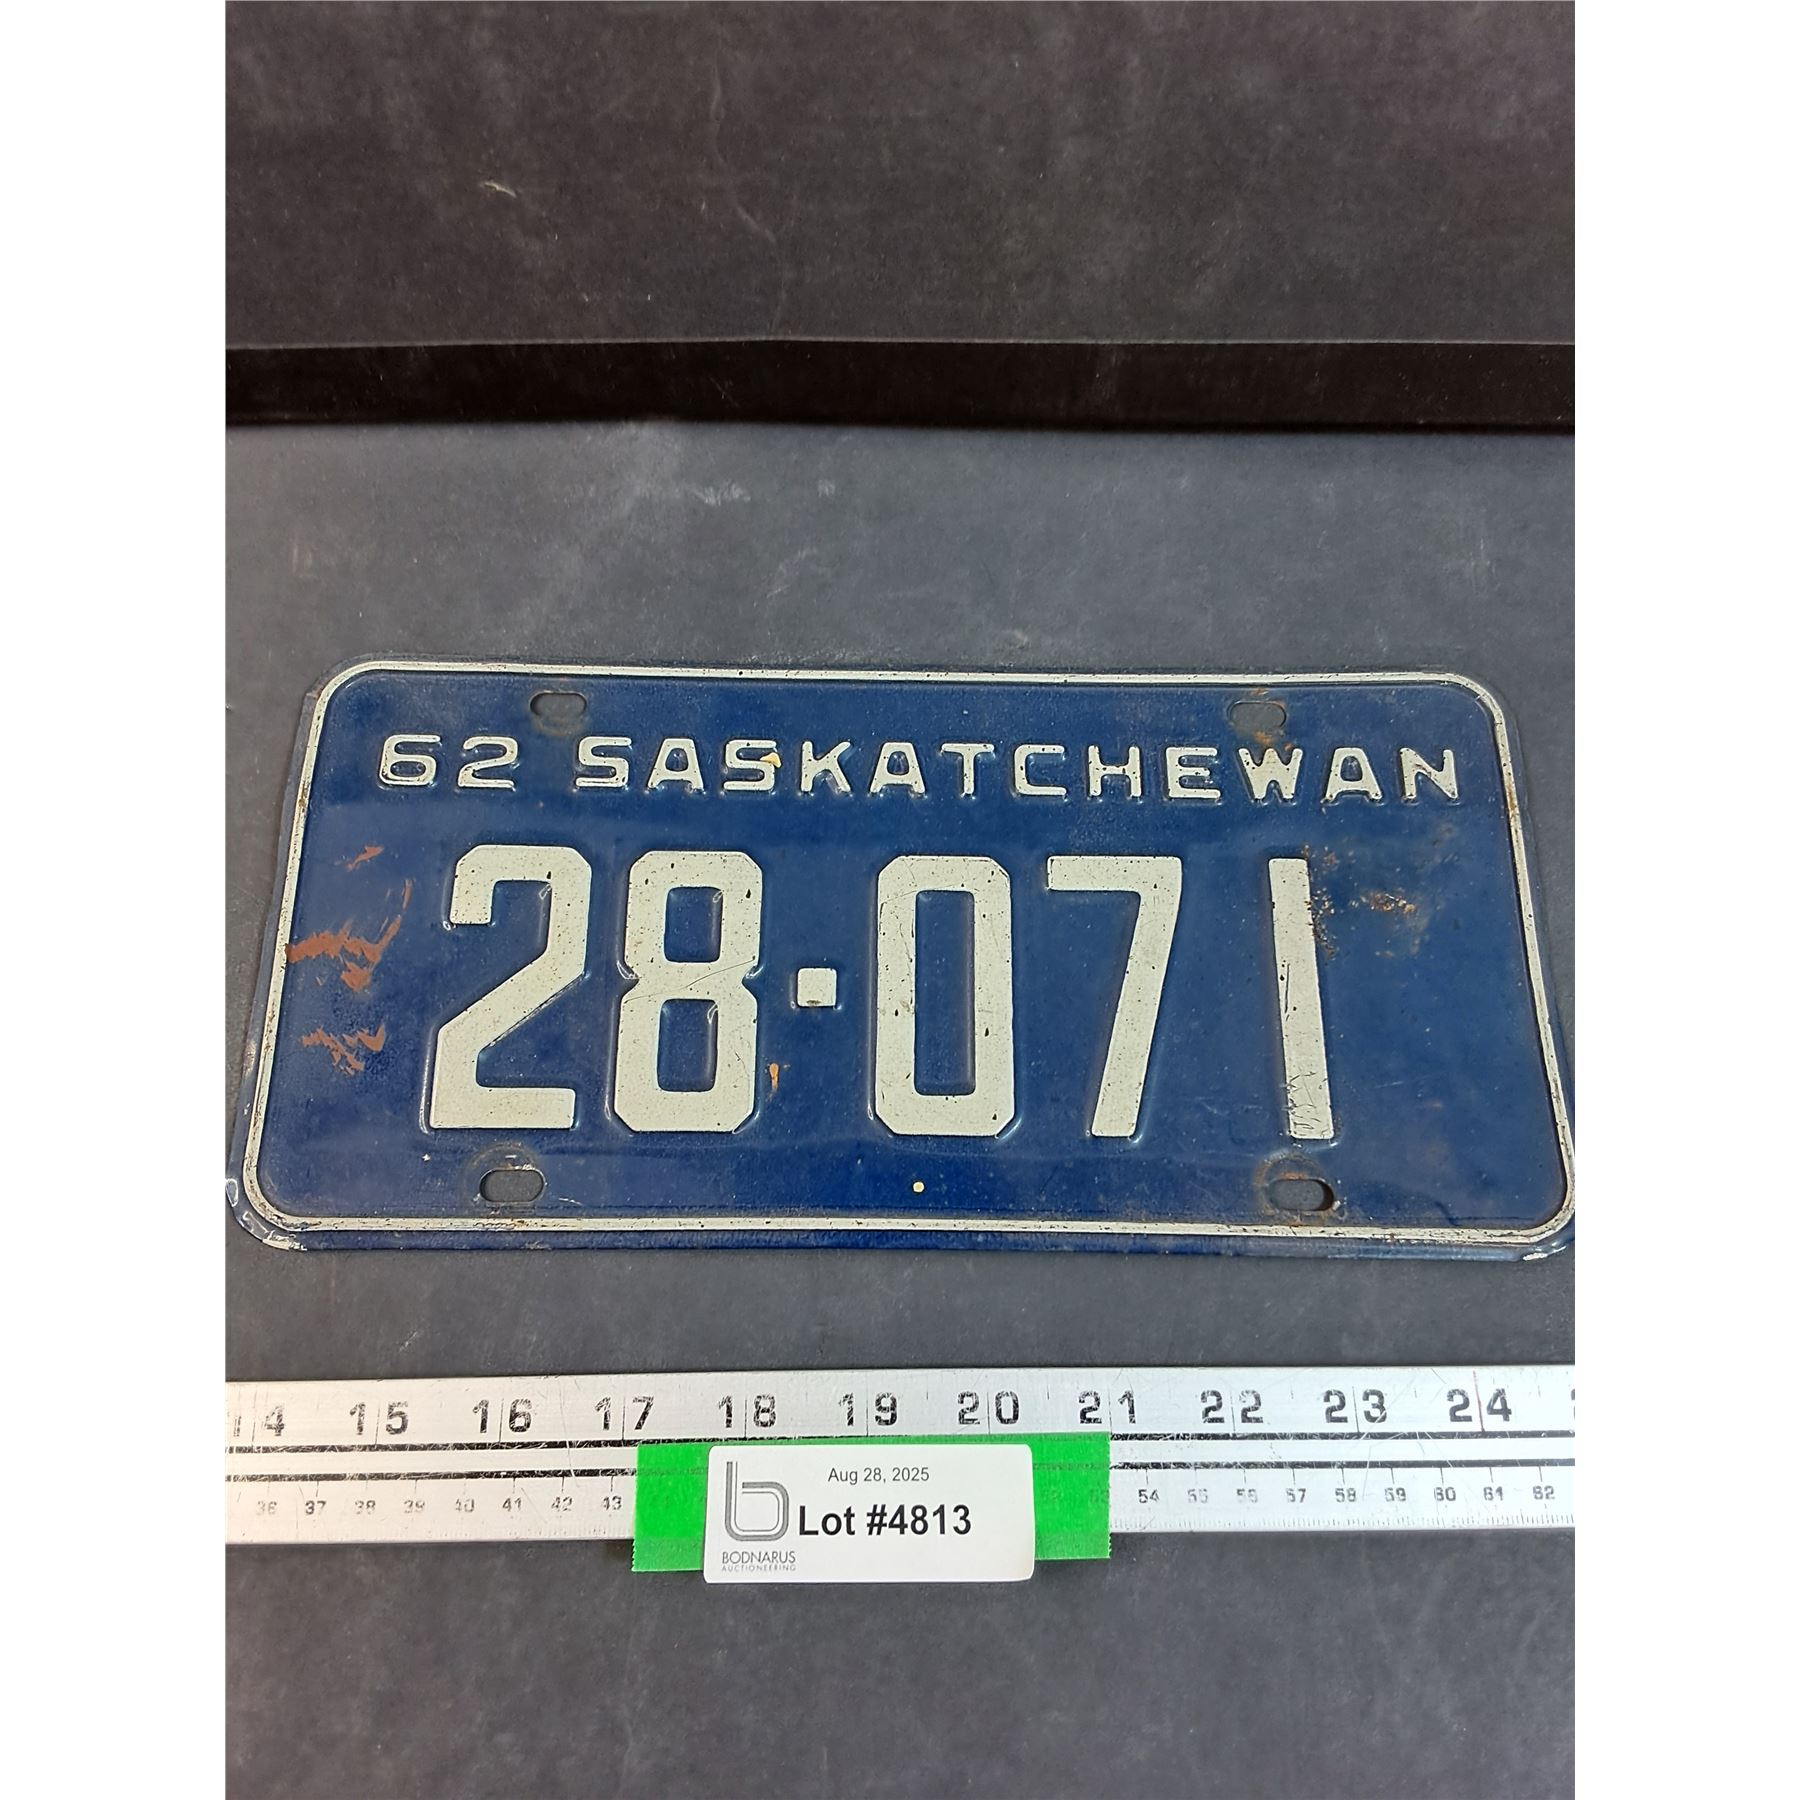 62 SASKATCHEWAN
28·071
14 15 16 17 18 19 20 21 22 23 24
36 37 38 39 40 41 42 43 54 55 56 57 58 59 60 61 62
Aug 28, 2025
Lot #4813
BODNARUS
AUCTIONEERING